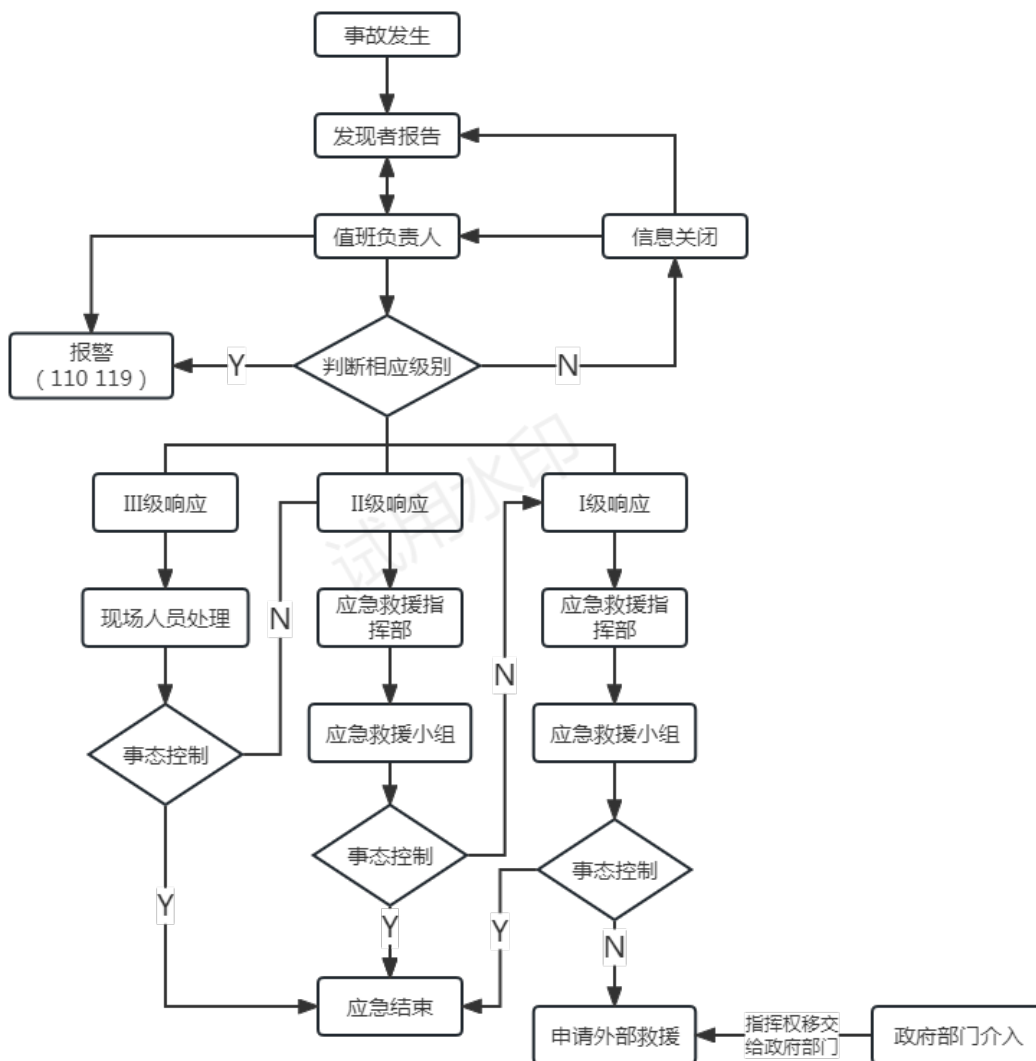 事故发生
发现者报告
值班负责人
信息关闭
报警
（110 119）
Y
判断相应级别
N
试用水印
III级响应
II级响应
I级响应
现场人员处理
N
应急救援指
挥部
应急救援指
挥部
N
应急救援小组
应急救援小组
事态控制
事态控制
事态控制
Y
Y
Y
N
应急结束
申请外部救援
指挥权移交
给政府部门
政府部门介入